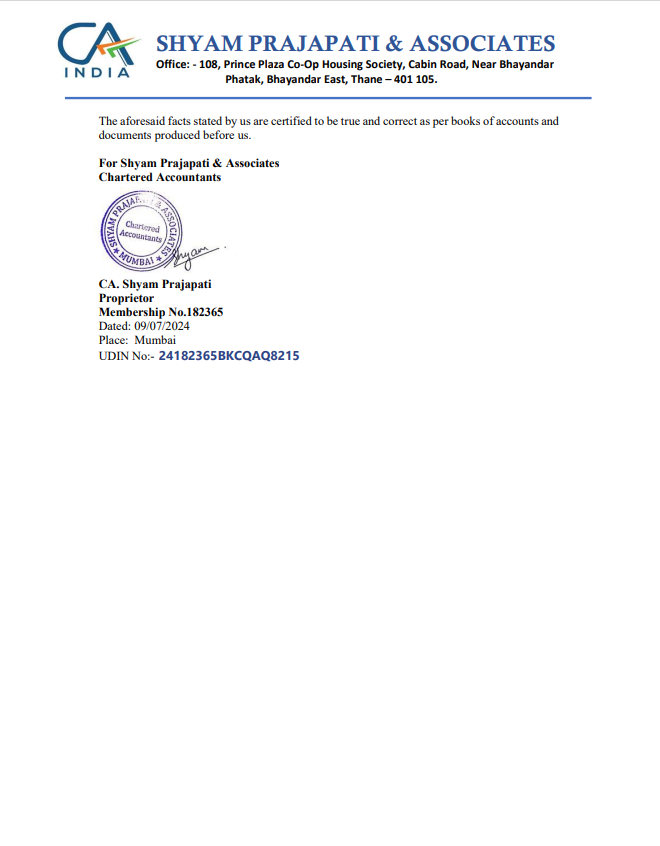 CA
INDIA
SHYAM PRAJAPATI & ASSOCIATES
Office: - 108, Prince Plaza Co-Op Housing Society, Cabin Road, Near Bhayandar
Phatak, Bhayandar East, Thane – 401 105.
The aforesaid facts stated by us are certified to be true and correct as per books of accounts and
documents produced before us.
For Shyam Prajapati & Associates
Chartered Accountants
SHYAM PRAJAPATI & ASSOCIATES
Chartered
Accountants
★ MUMBAI ★
Shyam
CA. Shyam Prajapati
Proprietor
Membership No.182365
Dated: 09/07/2024
Place: Mumbai
UDIN No:- 24182365BKCQAQ8215